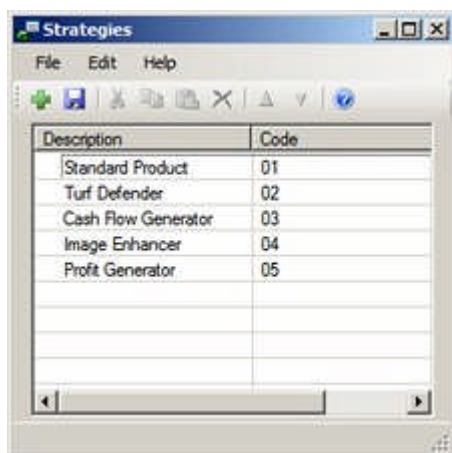 Strategies
File Edit Help
Description Code
Standard Product 01
Turf Defender 02
Cash Flow Generator 03
Image Enhancer 04
Profit Generator 05